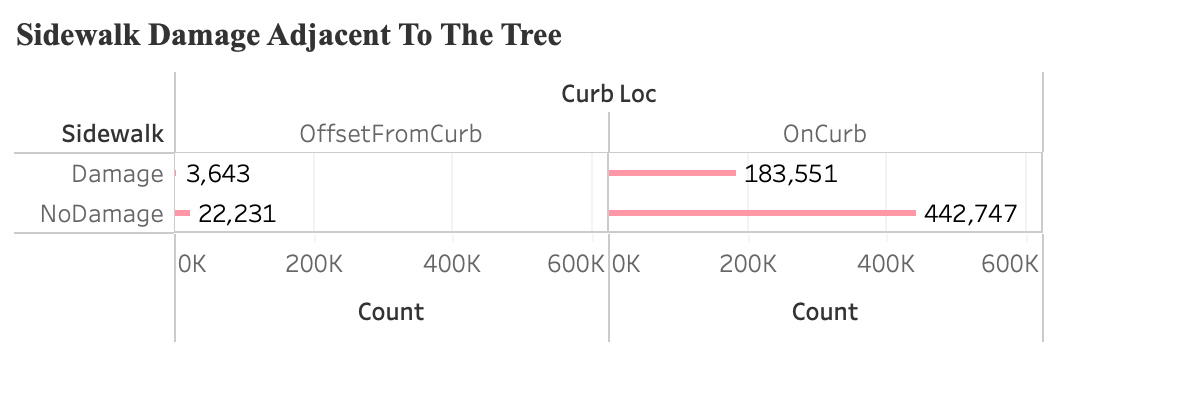 Sidewalk Damage Adjacent To The Tree
Curb Loc
Sidewalk OffsetFromCurb OnCurb
Damage 3,643 183,551
NoDamage 22,231 442,747
0K 200K 400K 600K 0K 200K 400K 600K
Count Count